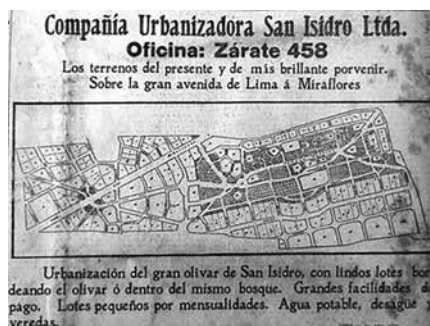 Compañía Urbanizadora San Isidro Ltda.
Oficina: Zárate 458
Los terrenos del presente y de más brillante porvenir.
Sobre la gran avenida de Lima á Miraflores
Urbanización del gran olivar de San Isidro, con lindos lotes bor
deando el olivar ó dentro del mismo bosque. Grandes facilidades d
pago. Lotes pequeños por mensualidades. Agua potable, desagüe y
veredas.